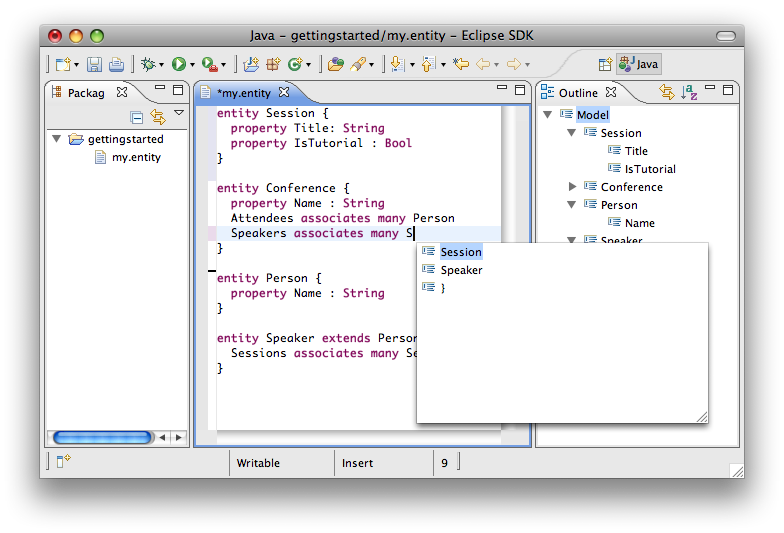 Java – gettingstarted/my.entity – Eclipse SDK
Java
Packag
gettingstarted
my.entity
*my.entity
entity Session {
property Title: String
property IsTutorial : Bool
}
entity Conference {
property Name : String
Attendees associates many Person
Speakers associates many S
}
entity Person {
property Name : String
}
entity Speaker extends Person
Sessions associates many Se
}
Session
Speaker
}
Outline
Model
Session
Title
IsTutorial
Conference
Person
Name
Speaker
Writable
Insert
9